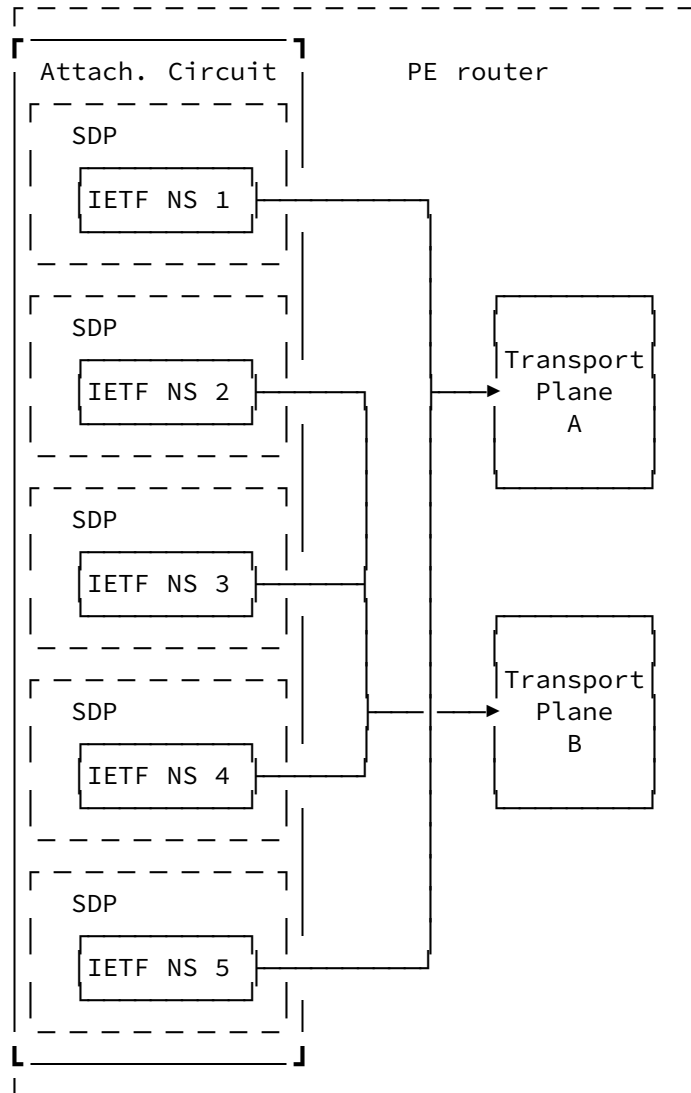 Attach. Circuit PE router
SDP
IETF NS 1
SDP
Transport
IETF NS 2 Plane
A
SDP
IETF NS 3
SDP Transport
Plane
B
IETF NS 4
SDP
IETF NS 5